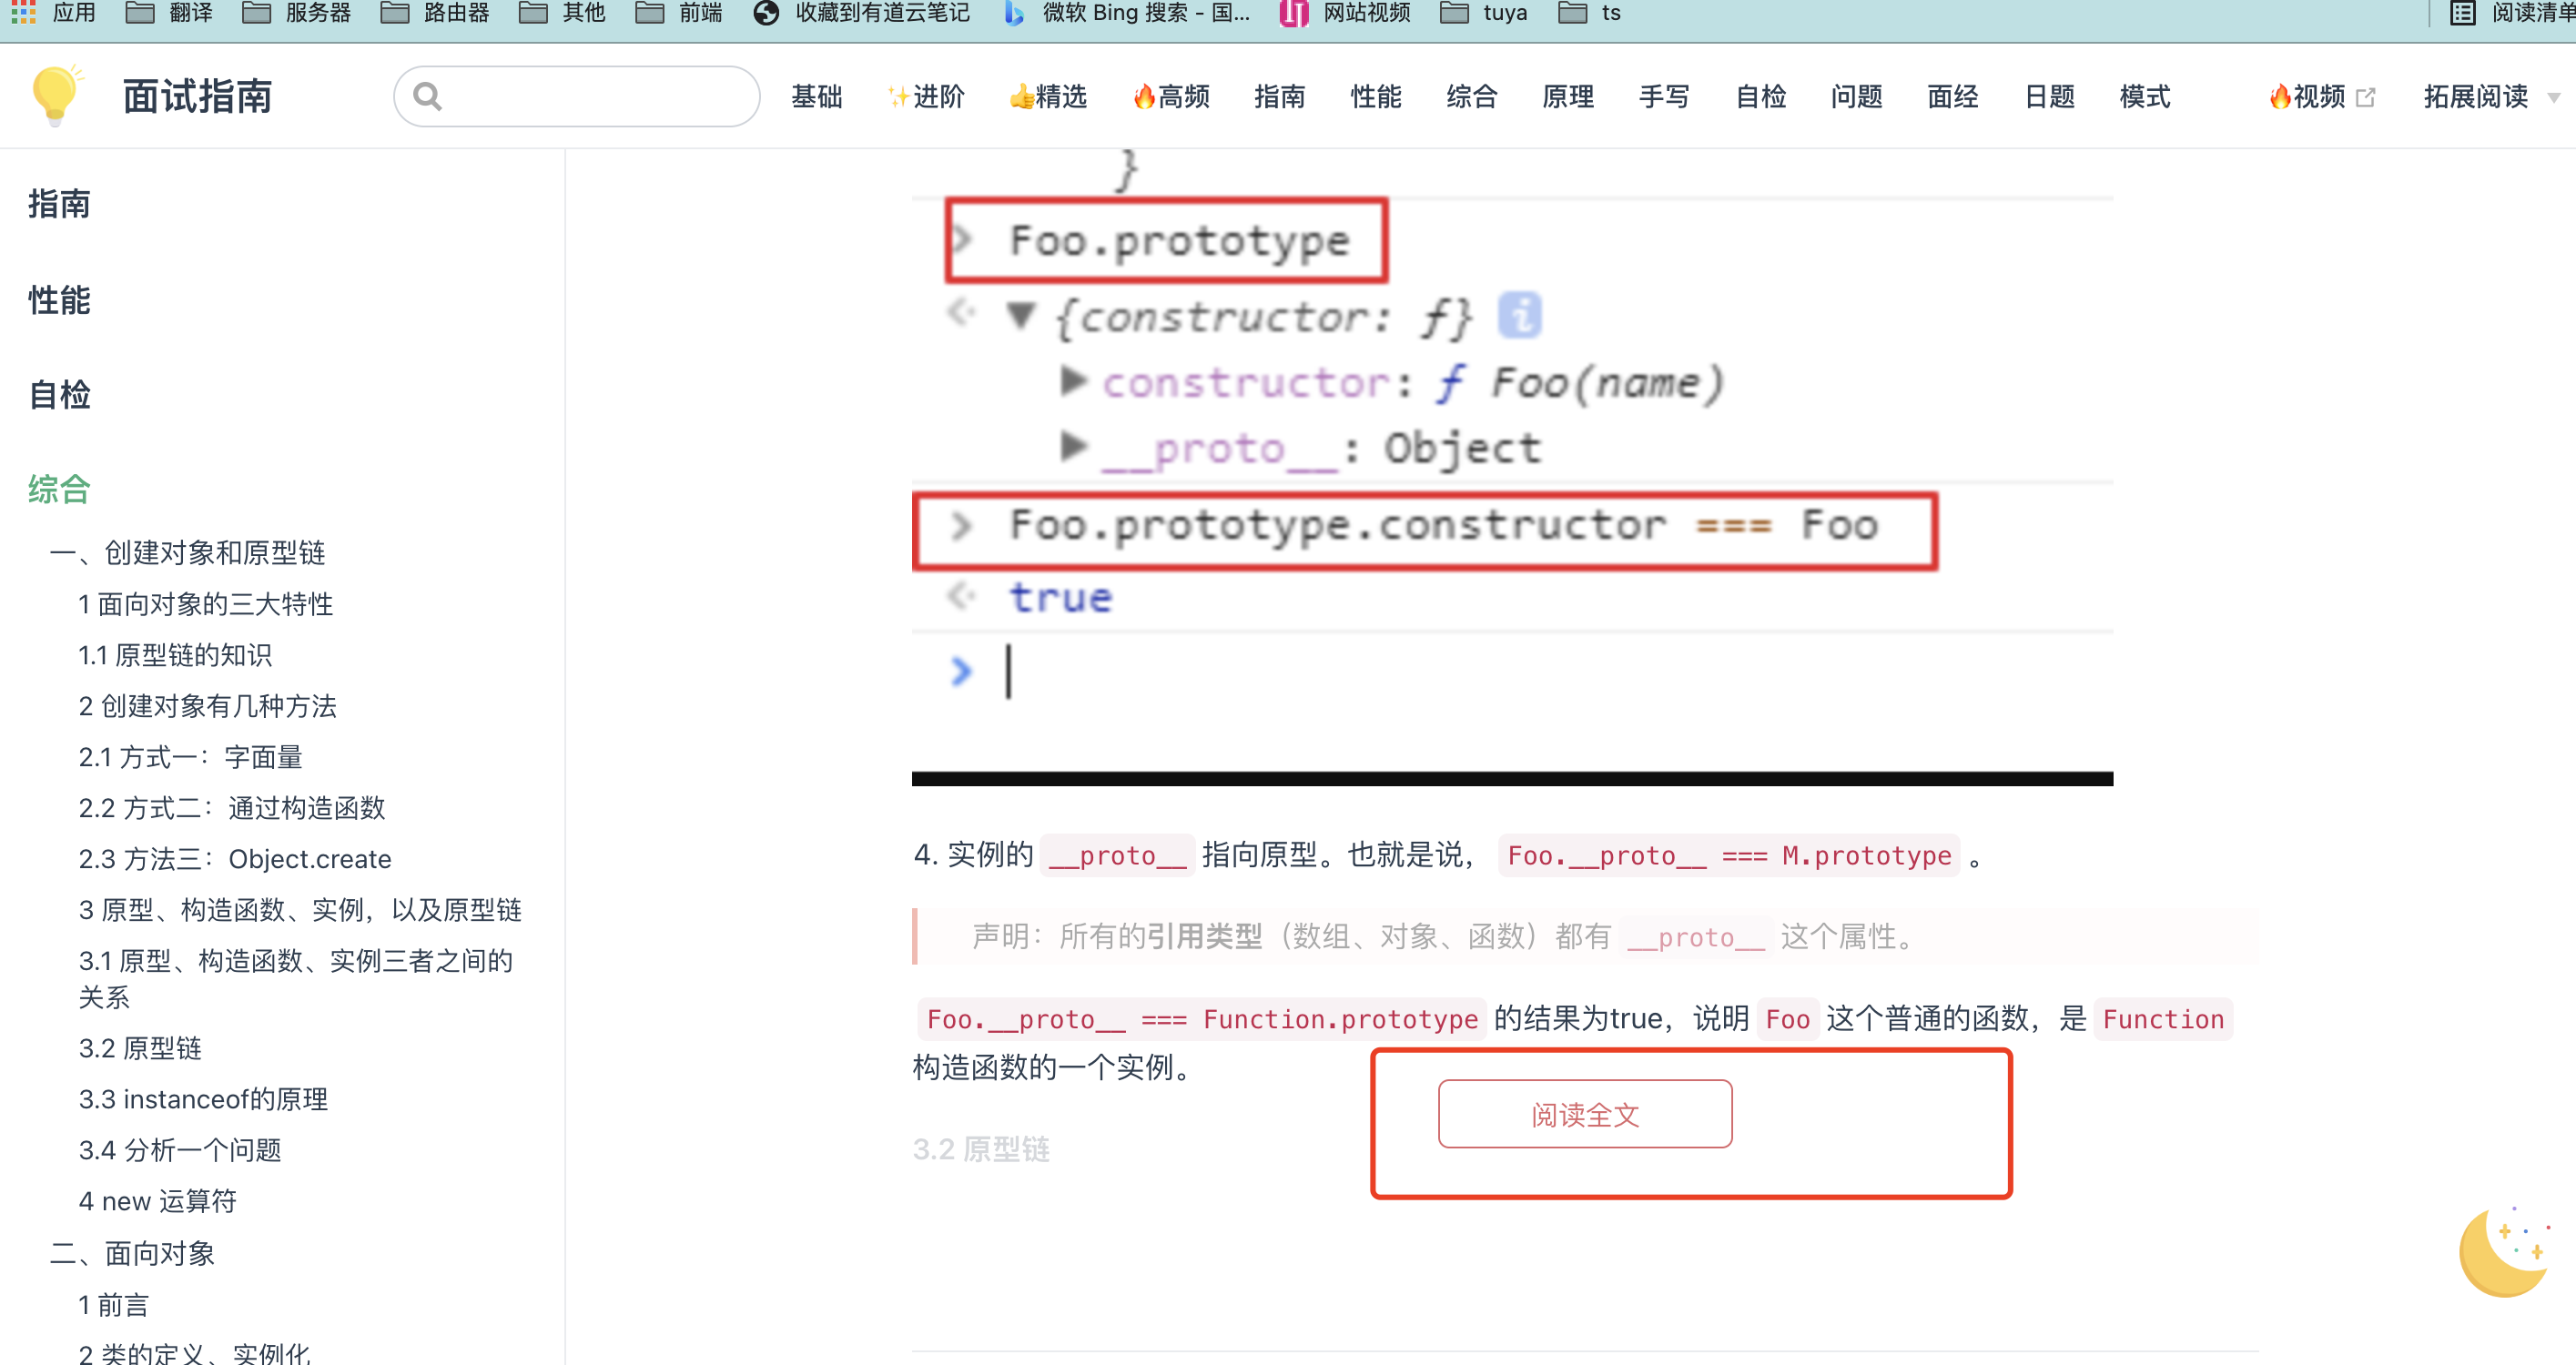 应用 翻译 服务器 路由器 其他 前端 收藏到有道云笔记 微软 Bing 搜索 - 国... 网站视频 tuya ts 阅读清单
面试指南 基础 ✨进阶 👍精选 🔥高频 指南 性能 综合 原理 手写 自检 问题 面经 日题 模式 🔥视频 拓展阅读
指南
性能
自检
综合
一、创建对象和原型链
1 面向对象的三大特性
1.1 原型链的知识
2 创建对象有几种方法
2.1 方式一：字面量
2.2 方式二：通过构造函数
2.3 方法三：Object.create
3 原型、构造函数、实例，以及原型链
3.1 原型、构造函数、实例三者之间的
关系
3.2 原型链
3.3 instanceof的原理
3.4 分析一个问题
4 new 运算符
二、面向对象
1 前言
2 类的定义、实例化
}
> Foo.prototype
{constructor: ƒ} i
constructor: ƒ Foo(name)
__proto__: Object
> Foo.prototype.constructor === Foo
true
>
4. 实例的 __proto__ 指向原型。也就是说， Foo.__proto__ === M.prototype 。
声明：所有的引用类型（数组、对象、函数）都有 __proto__ 这个属性。
Foo.__proto__ === Function.prototype 的结果为true，说明 Foo 这个普通的函数，是 Function
构造函数的一个实例。
阅读全文
3.2 原型链